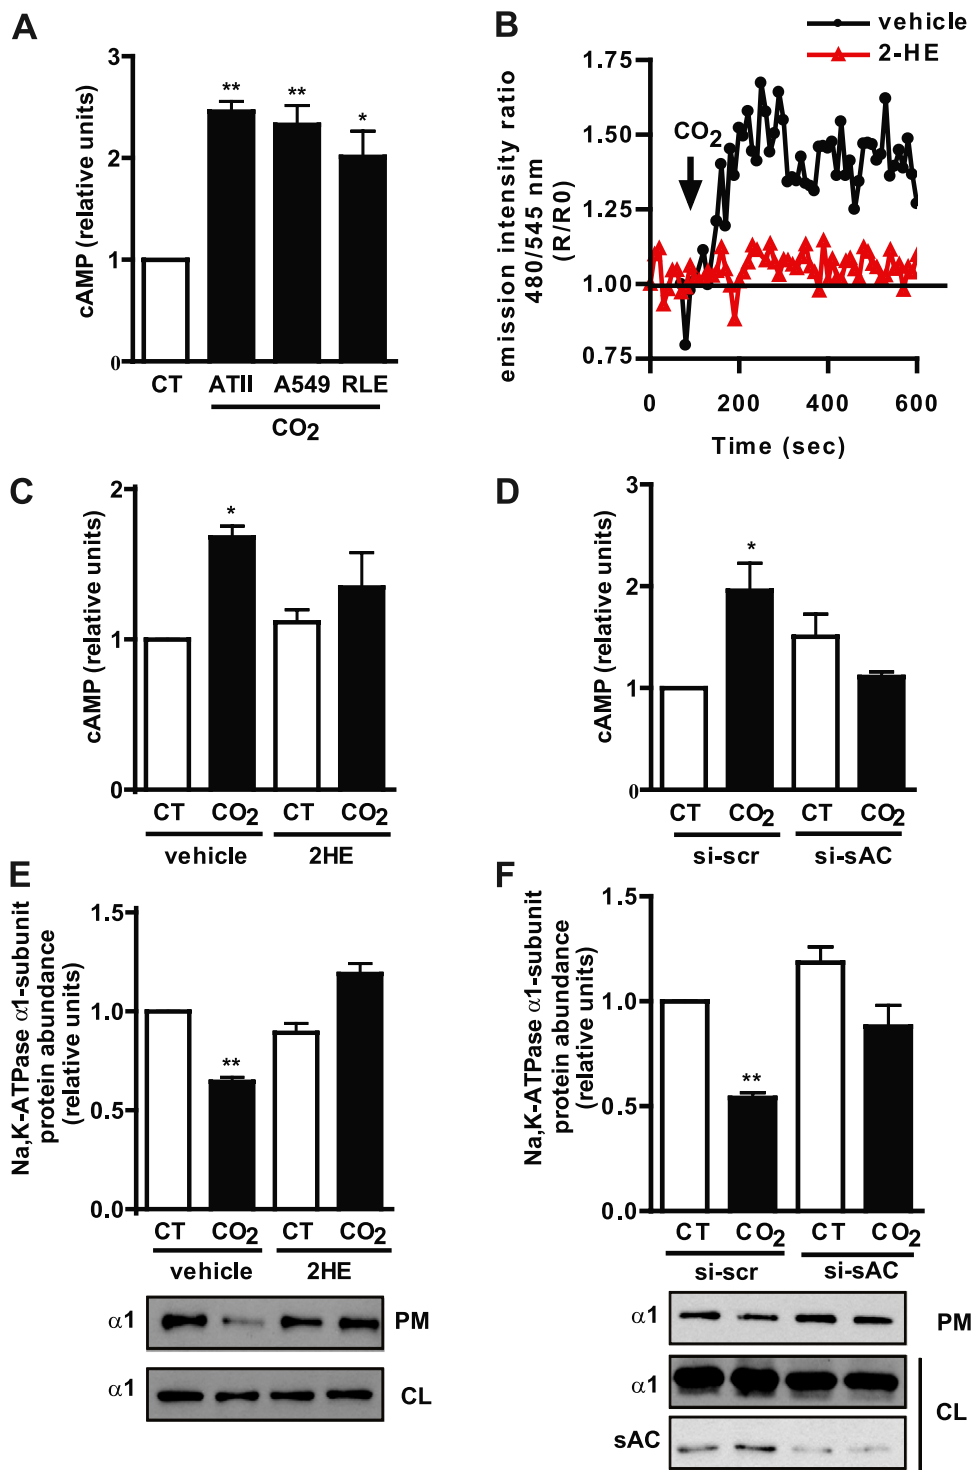 A
cAMP (relative units)
3
2
1
0
** ** *
CT ATII A549 RLE
CO2
B
vehicle
2-HE
emission intensity ratio
480/545 nm
(R/R0)
1.75
1.50
1.25
1.00
0.75
CO2
0 200 400 600
Time (sec)
C
cAMP (relative units)
2
1
0
*
CT CO2 CT CO2
vehicle 2HE
D
cAMP (relative units)
3
2
1
0
*
CT CO2 CT CO2
si-scr si-sAC
E
Na,K-ATPase α1-subunit
protein abundance
(relative units)
1.5
1.0
0.5
0.0
**
CT CO2 CT CO2
vehicle 2HE
α1 PM
α1 CL
F
Na,K-ATPase α1-subunit
protein abundance
(relative units)
1.5
1.0
0.5
0.0
**
CT CO2 CT CO2
si-scr si-sAC
α1 PM
α1
CL
sAC